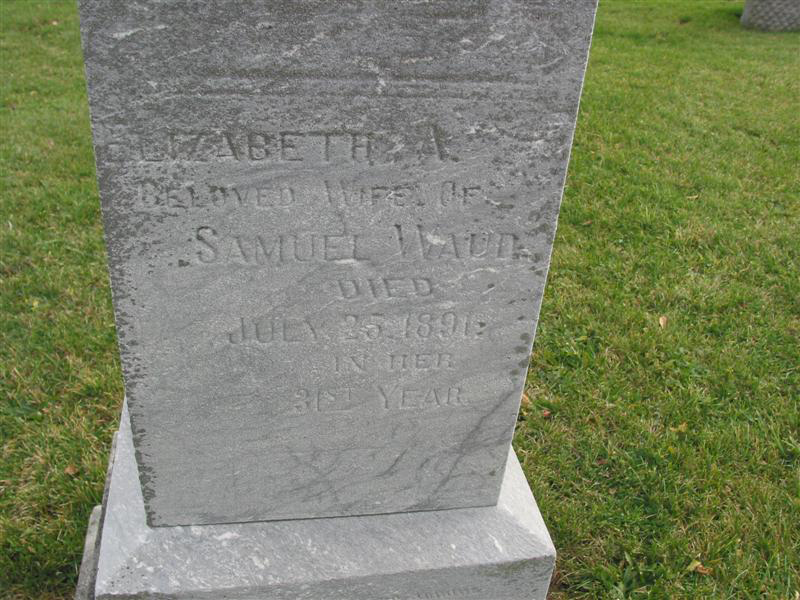 ELIZABETH A.
BELOVED WIFE OF
SAMUEL WAUD.
DIED
JULY 25, 1891.
IN HER
31ST YEAR.